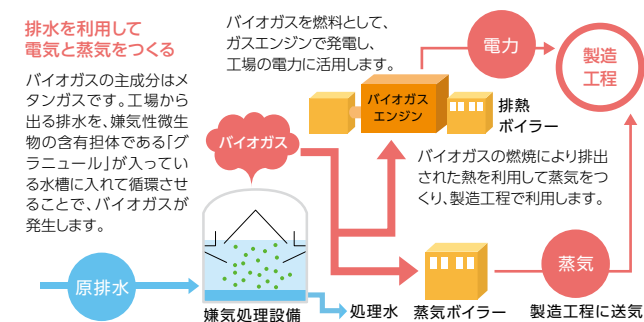 排水を利用して
電気と蒸気をつくる
バイオガスの主成分はメ
タンガスです。工場から
出る排水を、嫌気性微生
物の含有担体である「グ
ラニュール」が入ってい
る水槽に入れて循環させ
ることで、バイオガスが
発生します。
バイオガスを燃料として、
ガスエンジンで発電し、
工場の電力に活用します。
電力
製造
工程
バイオガス
エンジン
排熱
ボイラー
バイオガス
バイオガスの燃焼により排出
された熱を利用して蒸気をつ
くり、製造工程で利用します。
原排水
蒸気
嫌気処理設備
処理水
蒸気ボイラー
製造工程に送気